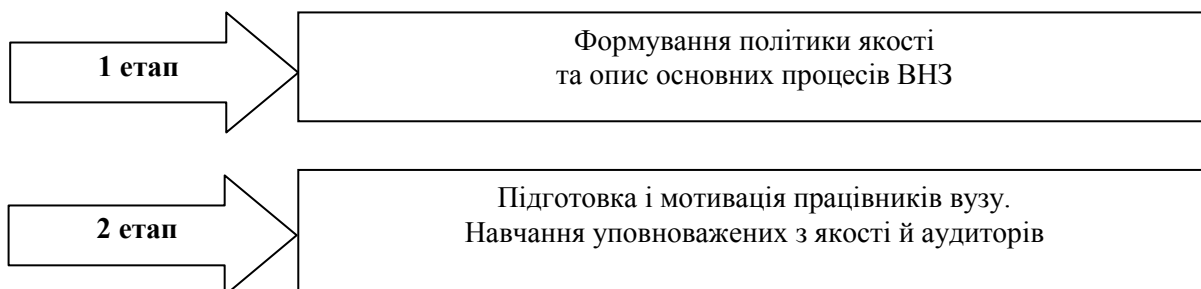 1 етап
Формування політики якості
та опис основних процесів ВНЗ
2 етап
Підготовка і мотивація працівників вузу.
Навчання уповноважених з якості й аудиторів